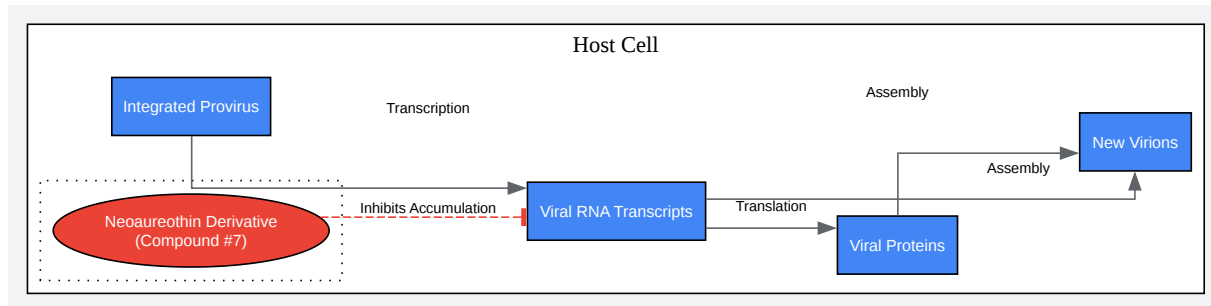 Host Cell
Integrated Provirus
Transcription
Assembly
New Virions
Assembly
Neoaureothin Derivative
(Compound #7)
Inhibits Accumulation
Viral RNA Transcripts
Translation
Viral Proteins